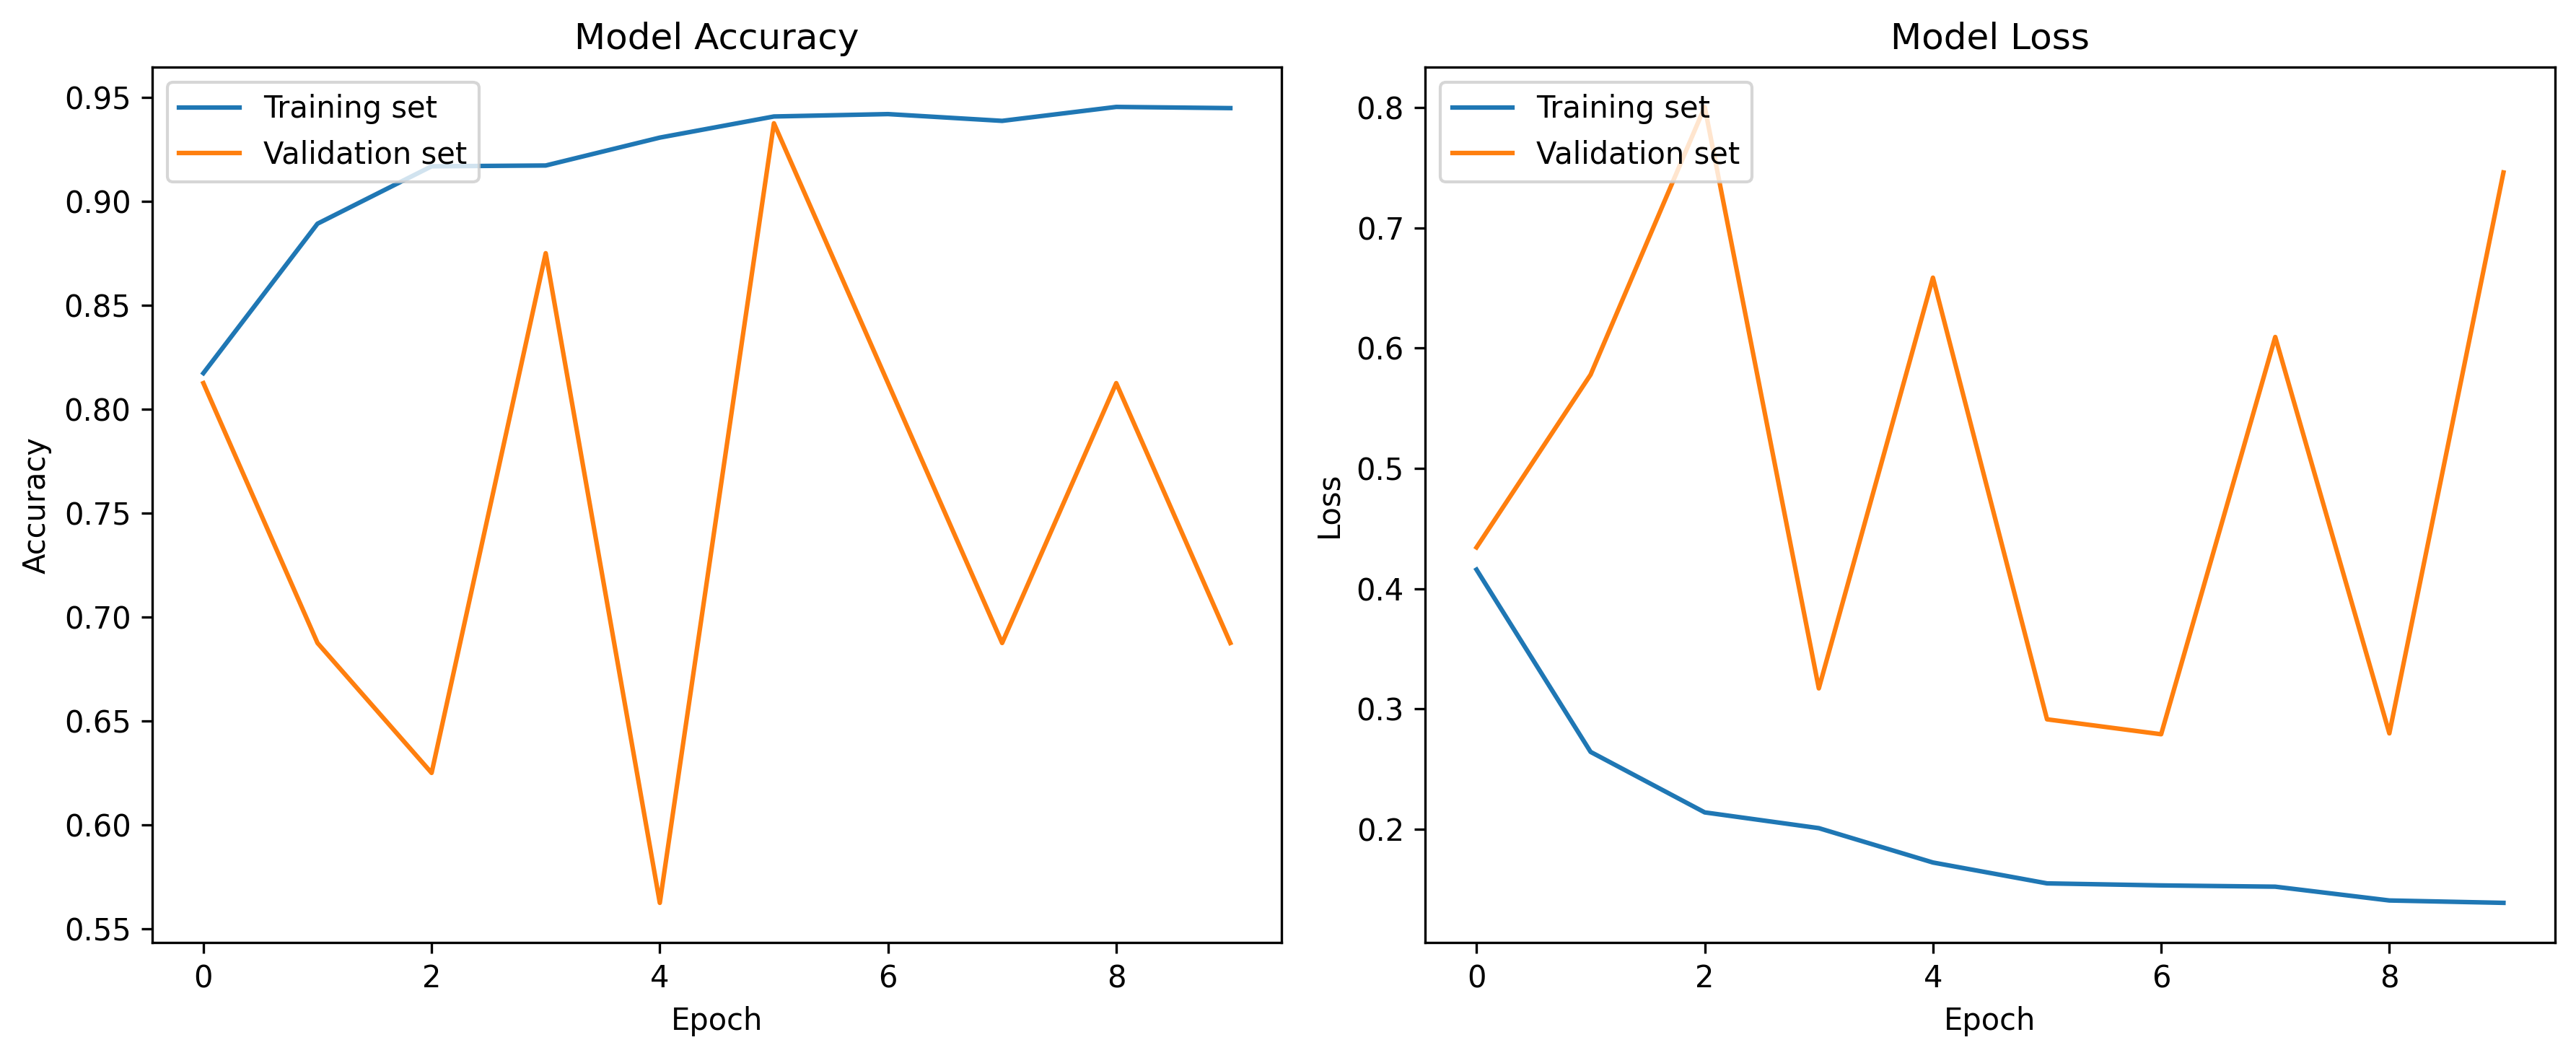 Model Accuracy
Training set
Validation set
0.95
0.90
0.85
0.80
0.75
0.70
0.65
0.60
0.55
Accuracy
0 2 4 6 8
Epoch
Model Loss
Training set
Validation set
0.8
0.7
0.6
0.5
0.4
0.3
0.2
Loss
0 2 4 6 8
Epoch